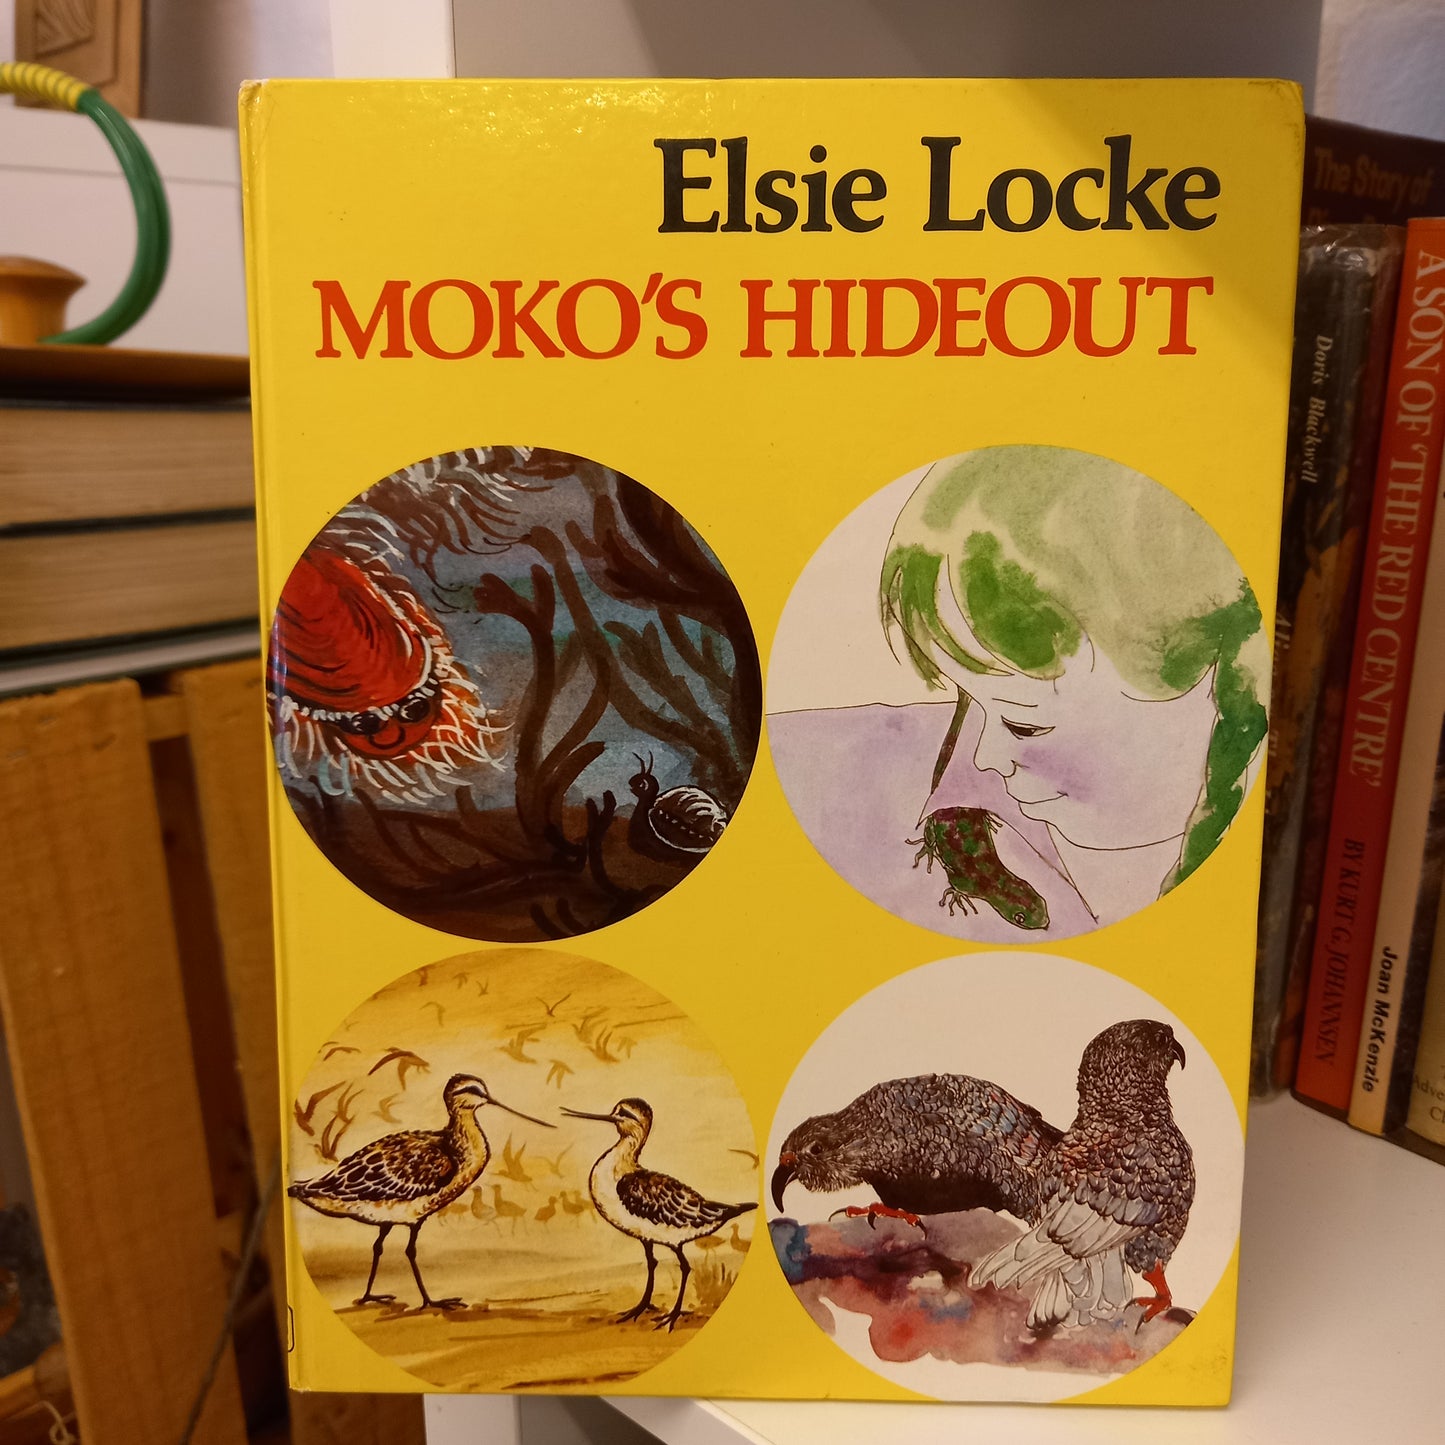 Elsie Locke
MOKO'S HIDEOUT
The Story of
Doris Blackwell
A SON OF 'THE RED CENTRE'
BY KURT G. JOHANNSEN
Joan McKenzie